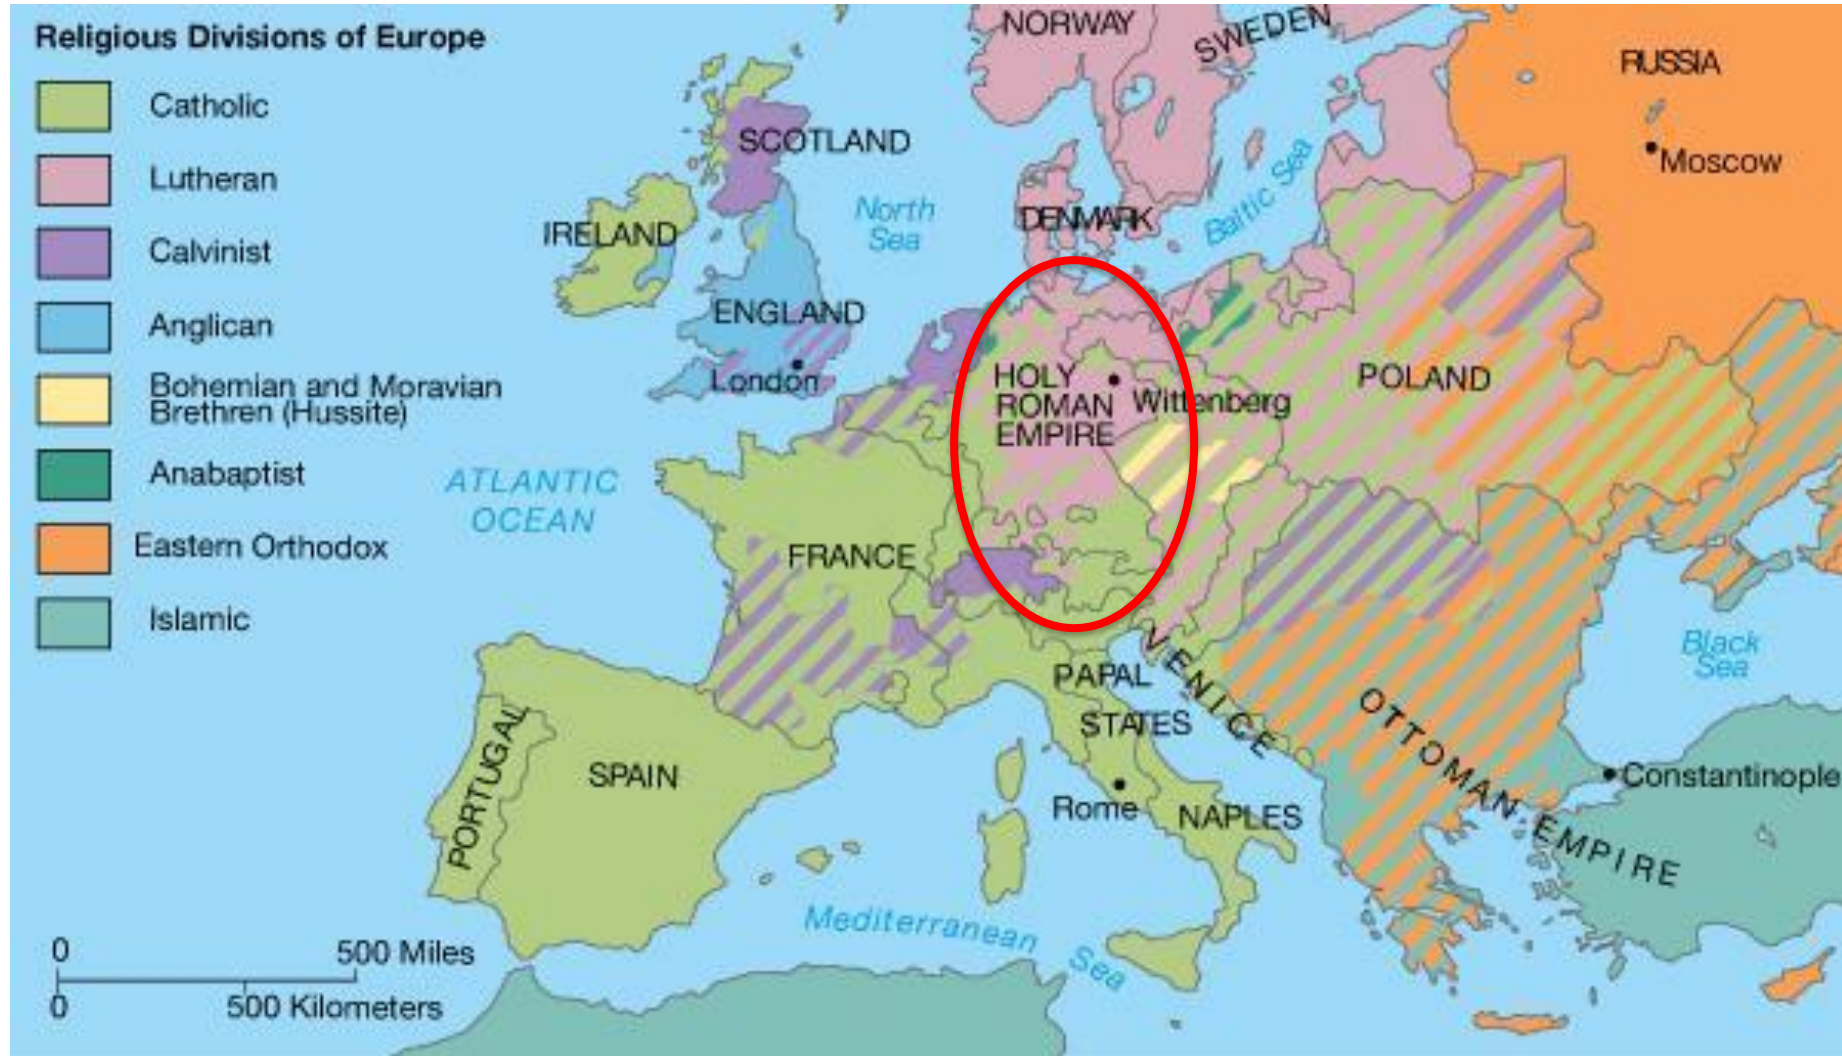 Religious Divisions of Europe
Catholic
Lutheran
Calvinist
Anglican
Bohemian and Moravian
Brethren (Hussite)
Anabaptist
Eastern Orthodox
Islamic
NORWAY
SWEDEN
RUSSIA
Moscow
SCOTLAND
North
Sea
Baltic Sea
DENMARK
IRELAND
ENGLAND
London
HOLY
ROMAN
EMPIRE
Wittenberg
POLAND
ATLANTIC
OCEAN
FRANCE
VENICE
PAPAL
STATES
Black
Sea
OTTOMAN EMPIRE
Constantinople
PORTUGAL
SPAIN
Rome
NAPLES
Mediterranean Sea
0 500 Miles
0 500 Kilometers